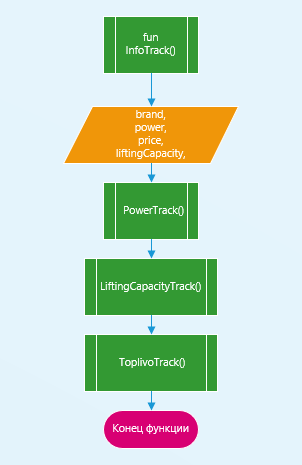 fun
InfoTrack()
brand,
power,
price,
liftingCapacity,
PowerTrack()
LiftingCapacityTrack()
ToplivoTrack()
Конец функции